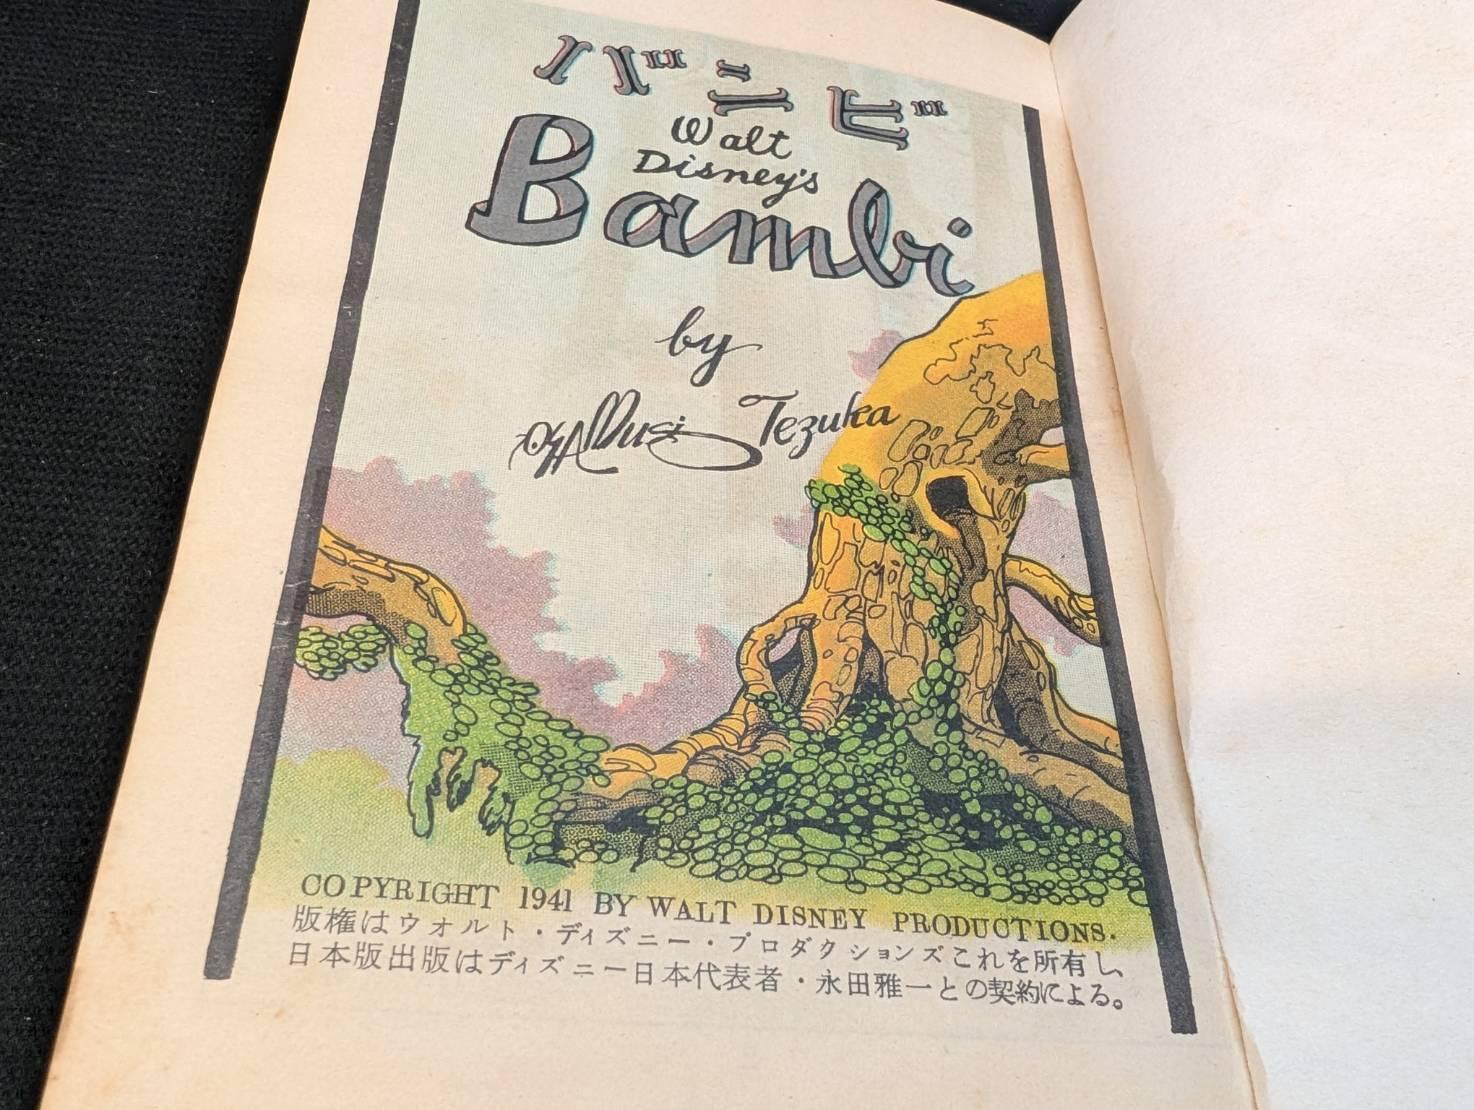 バンビ
Walt
Disney's
Bambi
by
OSAMUSi TEZUKA
COPYRIGHT 1941 BY WALT DISNEY PRODUCTIONS.
版権はウオルト・ディズニー・プロダクションズこれを所有し、
日本版出版はディズニー日本代表者・永田雅一との契約による。